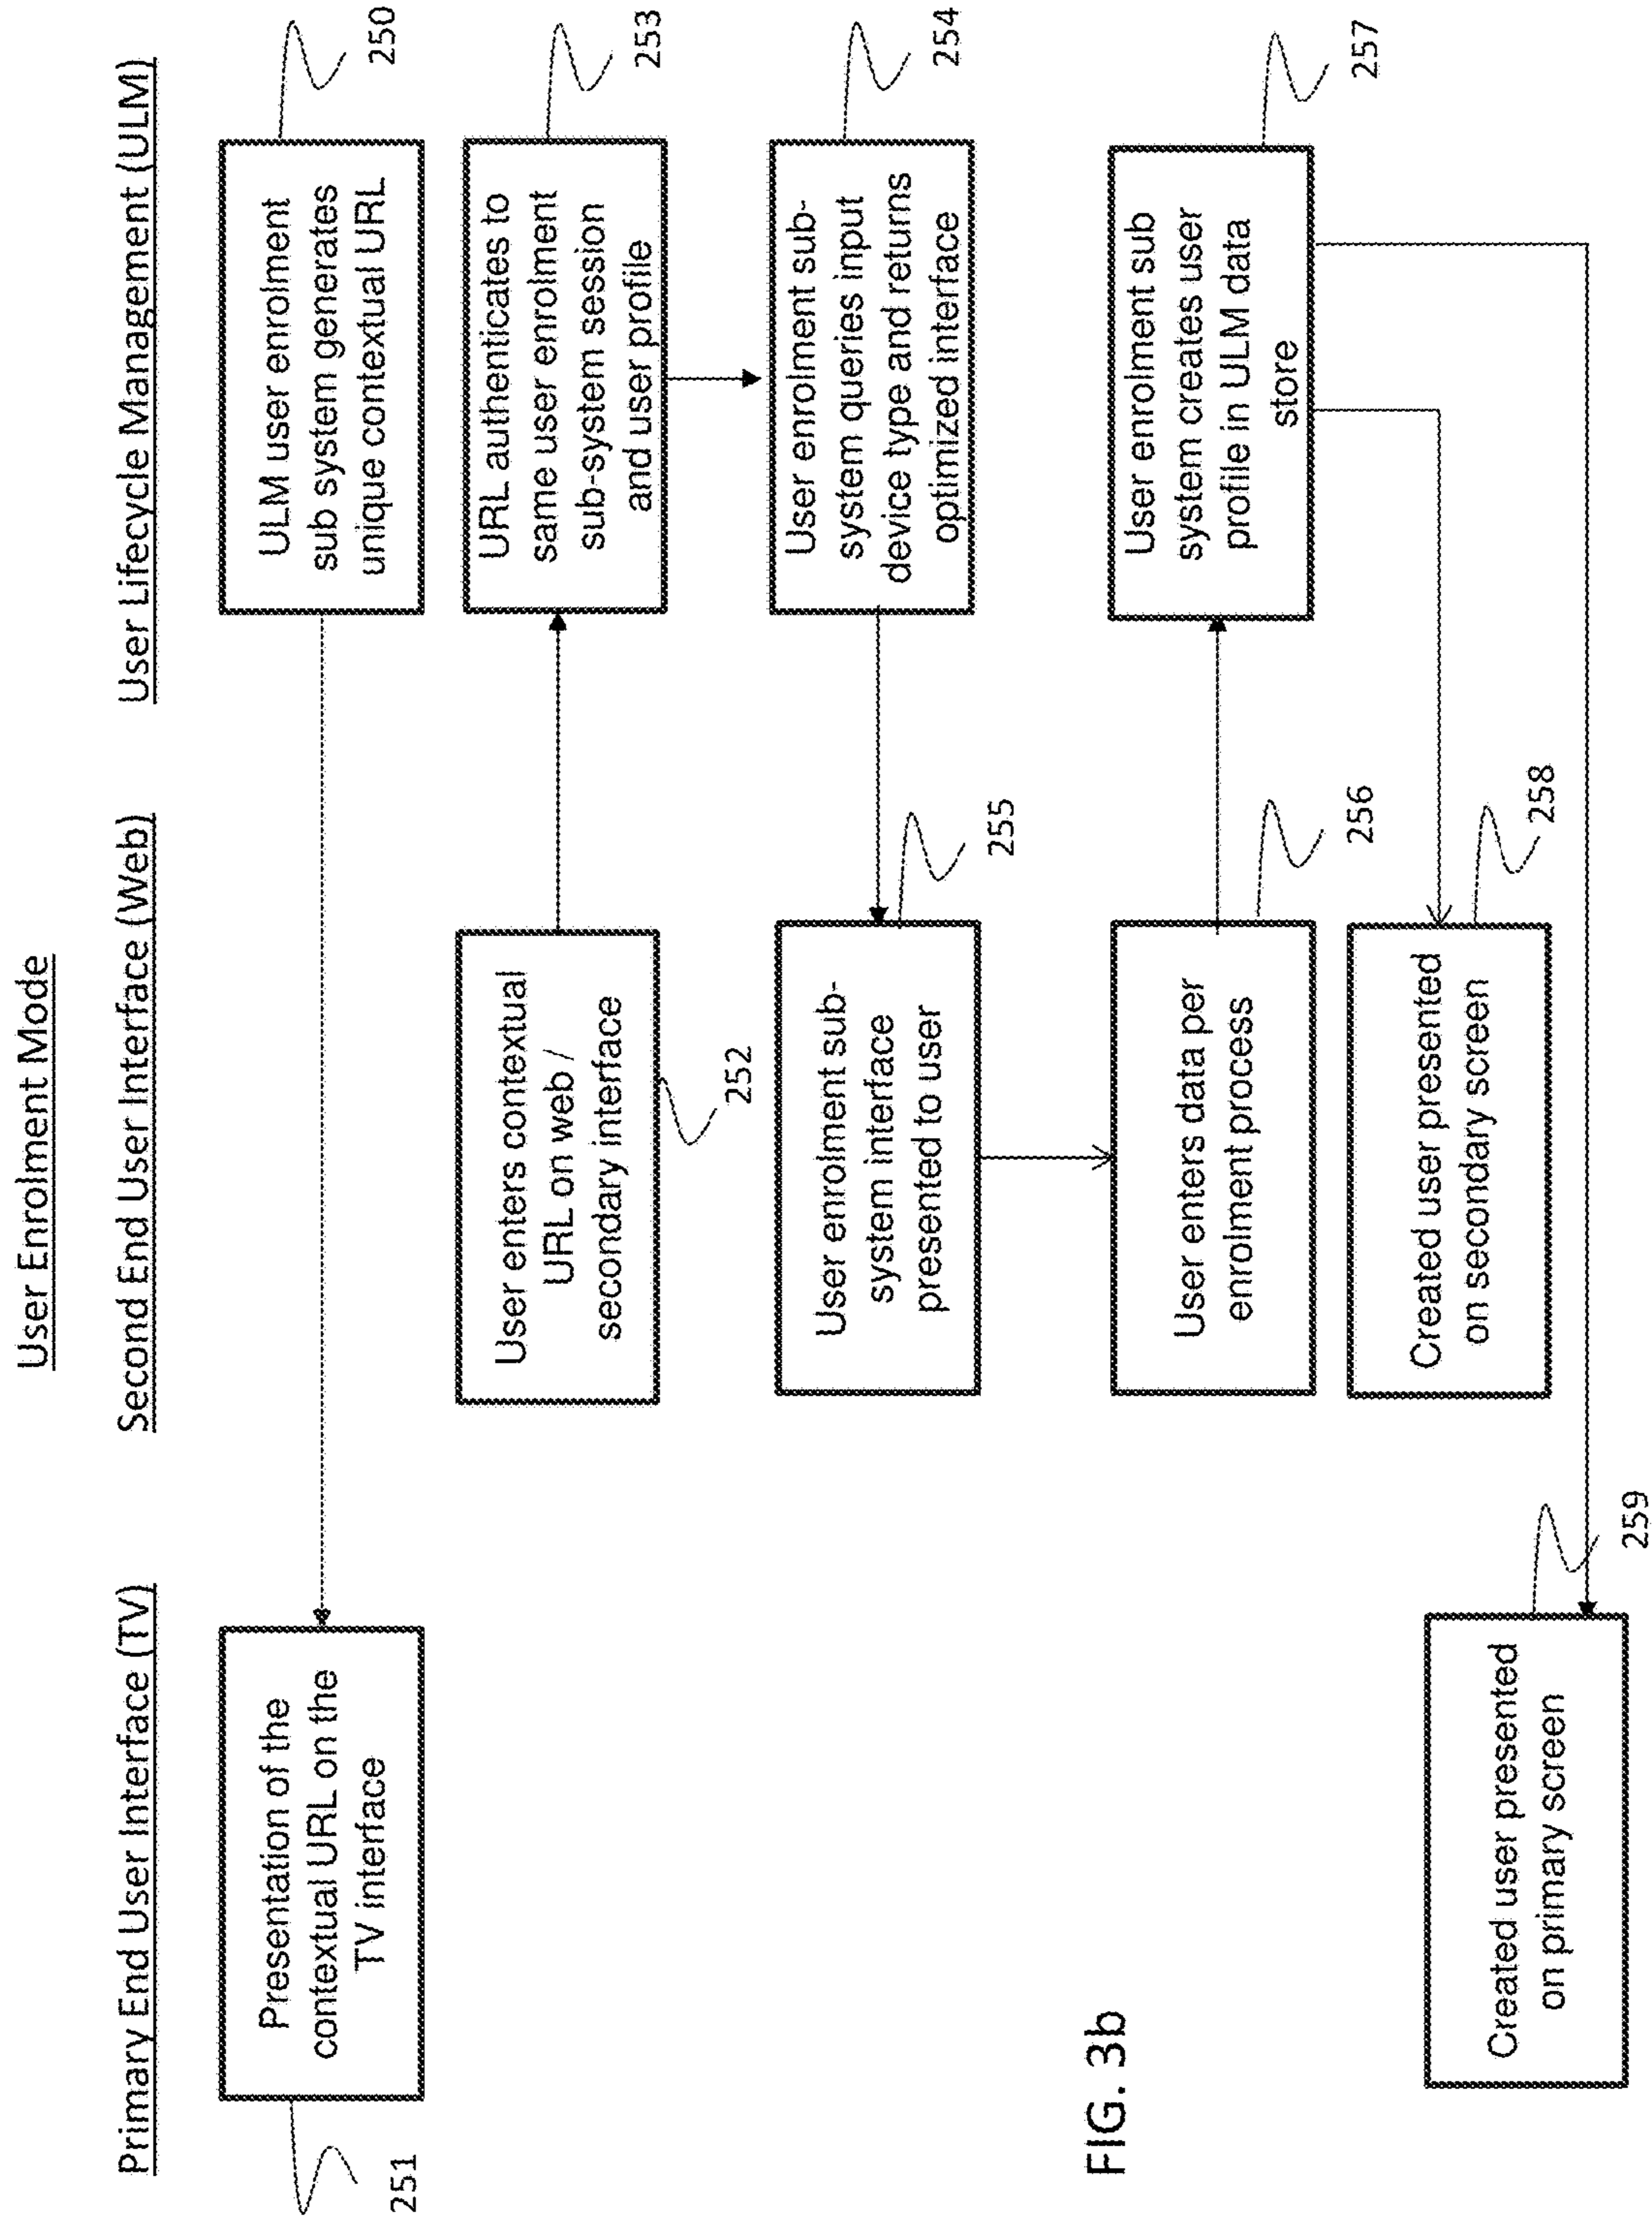 User Enrolment Mode
Primary End User Interface (TV)
Second End User Interface (Web)
User Lifecycle Management (ULM)
Presentation of the
contextual URL on the
TV interface
251
ULM user enrolment
sub system generates
unique contextual URL
250
User enters contextual
URL on web /
secondary interface
252
URL authenticates to
same user enrolment
sub-system session
and user profile
253
User enrolment sub-
system interface
presented to user
255
User enrolment sub-
system queries input
device type and returns
optimized interface
254
User enters data per
enrolment process
256
User enrolment sub
system creates user
profile in ULM data
store
257
Created user presented
on secondary screen
258
Created user presented
on primary screen
259
FIG. 3b